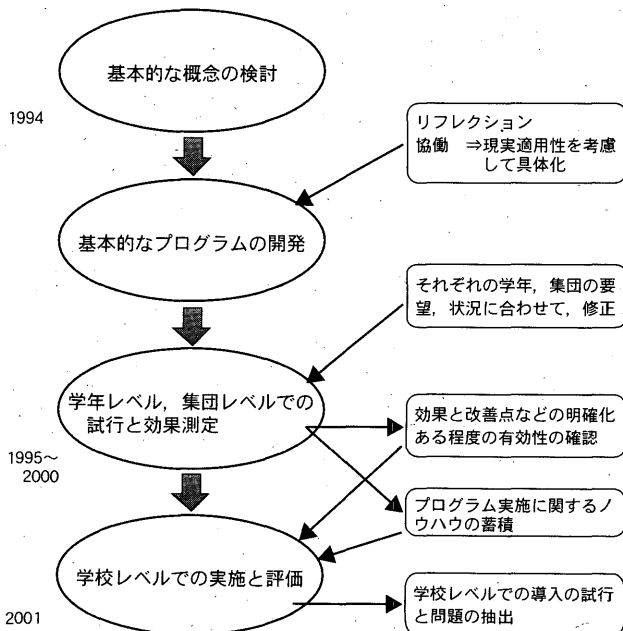 基本的な概念の検討
1994
リフレクション
協働 ⇒現実適用性を考慮
して具体化
基本的なプログラムの開発
それぞれの学年，集団の要
望，状況に合わせて，修正
学年レベル，集団レベルでの
試行と効果測定
効果と改善点などの明確化
ある程度の有効性の確認
1995～
2000
プログラム実施に関するノ
ウハウの蓄積
学校レベルでの実施と評価
学校レベルでの導入の試行
と問題の抽出
2001